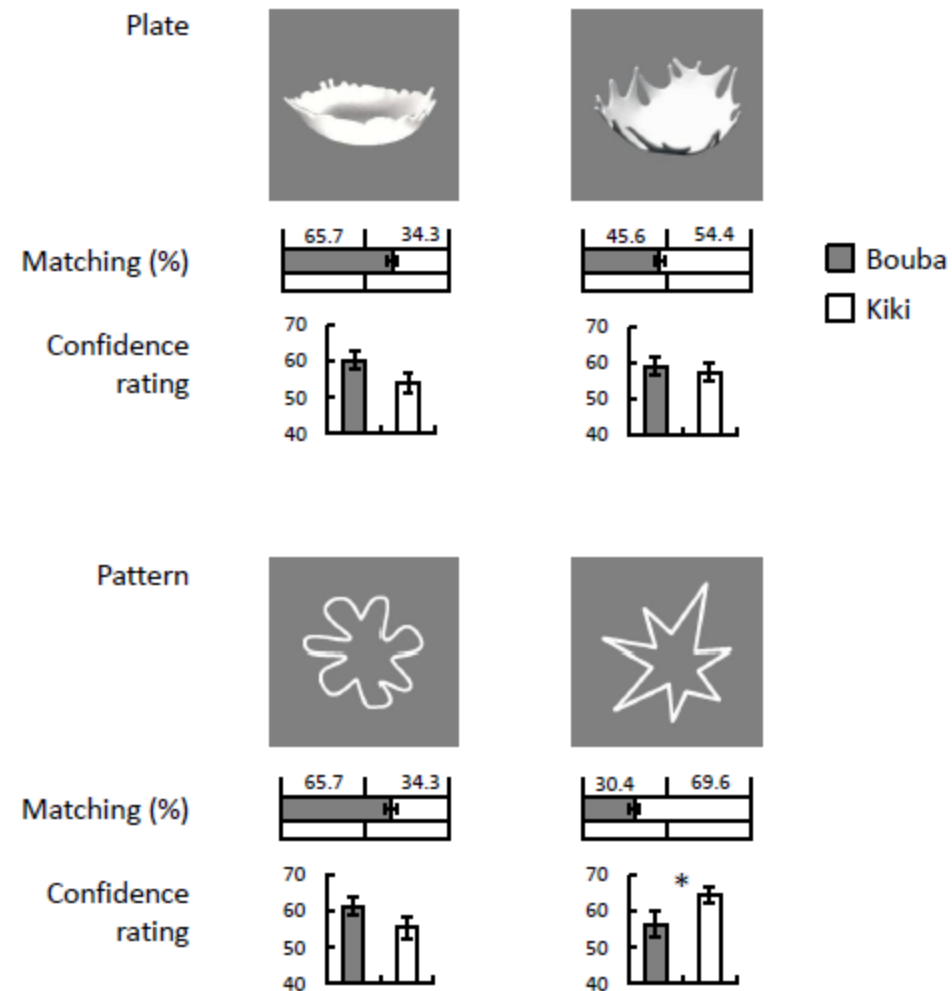 Plate
65.7 34.3
45.6 54.4
Matching (%)
Bouba
Kiki
Confidence
rating
70
60
50
40
70
60
50
40
Pattern
65.7 34.3
30.4 69.6
Matching (%)
Confidence
rating
70
60
50
40
70
*
60
50
40